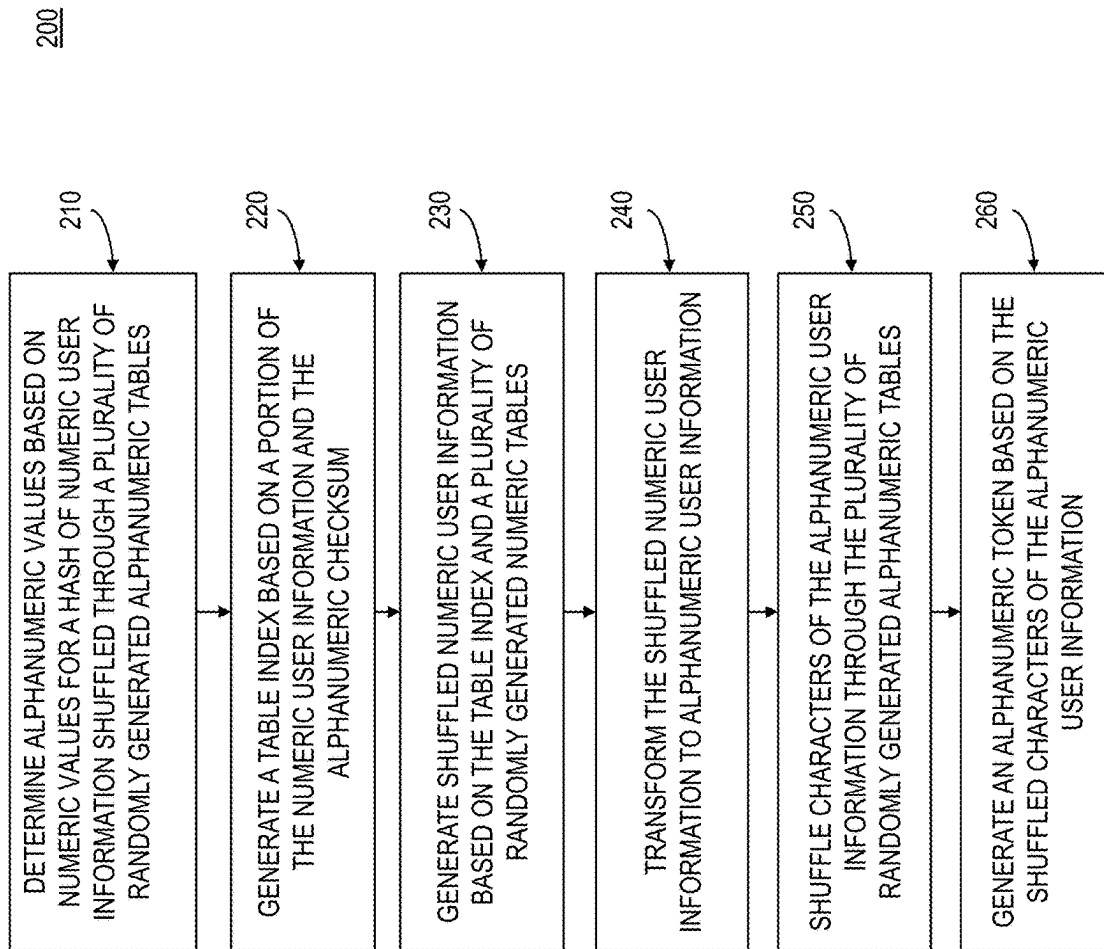 200
210
DETERMINE ALPHANUMERIC VALUES BASED ON
NUMERIC VALUES FOR A HASH OF NUMERIC USER
INFORMATION SHUFFLED THROUGH A PLURALITY OF
RANDOMLY GENERATED ALPHANUMERIC TABLES
220
GENERATE A TABLE INDEX BASED ON A PORTION OF
THE NUMERIC USER INFORMATION AND THE
ALPHANUMERIC CHECKSUM
230
GENERATE SHUFFLED NUMERIC USER INFORMATION
BASED ON THE TABLE INDEX AND A PLURALITY OF
RANDOMLY GENERATED NUMERIC TABLES
240
TRANSFORM THE SHUFFLED NUMERIC USER
INFORMATION TO ALPHANUMERIC USER INFORMATION
250
SHUFFLE CHARACTERS OF THE ALPHANUMERIC USER
INFORMATION THROUGH THE PLURALITY OF
RANDOMLY GENERATED ALPHANUMERIC TABLES
260
GENERATE AN ALPHANUMERIC TOKEN BASED ON THE
SHUFFLED CHARACTERS OF THE ALPHANUMERIC
USER INFORMATION